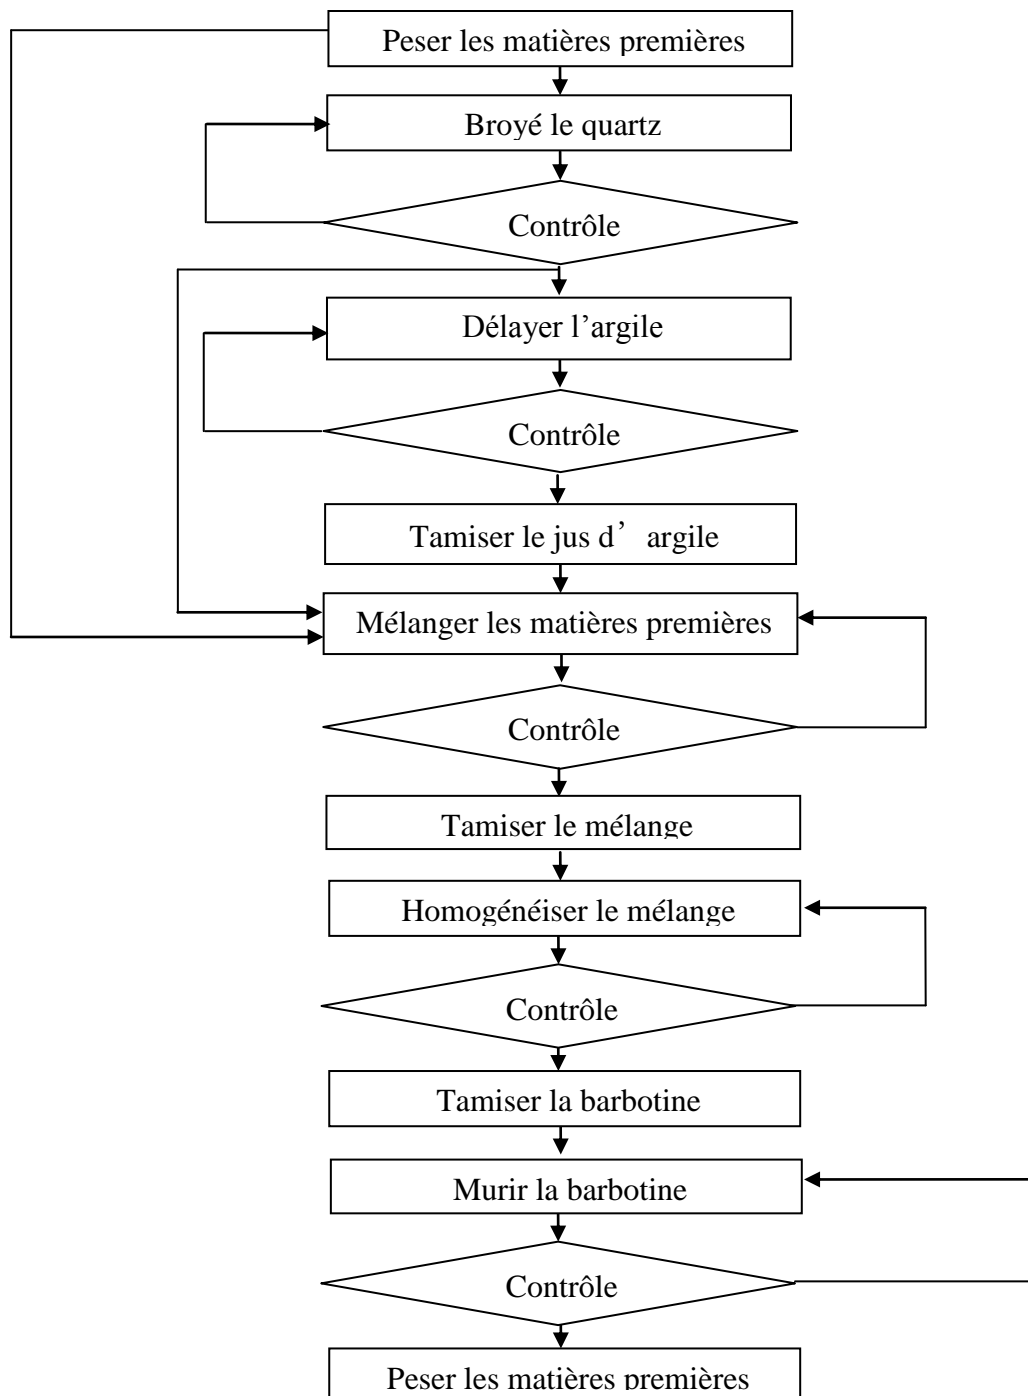 Peser les matières premières
Broyé le quartz
Contrôle
Délayer l’argile
Contrôle
Tamiser le jus d’argile
Mélanger les matières premières
Contrôle
Tamiser le mélange
Homogénéiser le mélange
Contrôle
Tamiser la barbotine
Murir la barbotine
Contrôle
Peser les matières premières